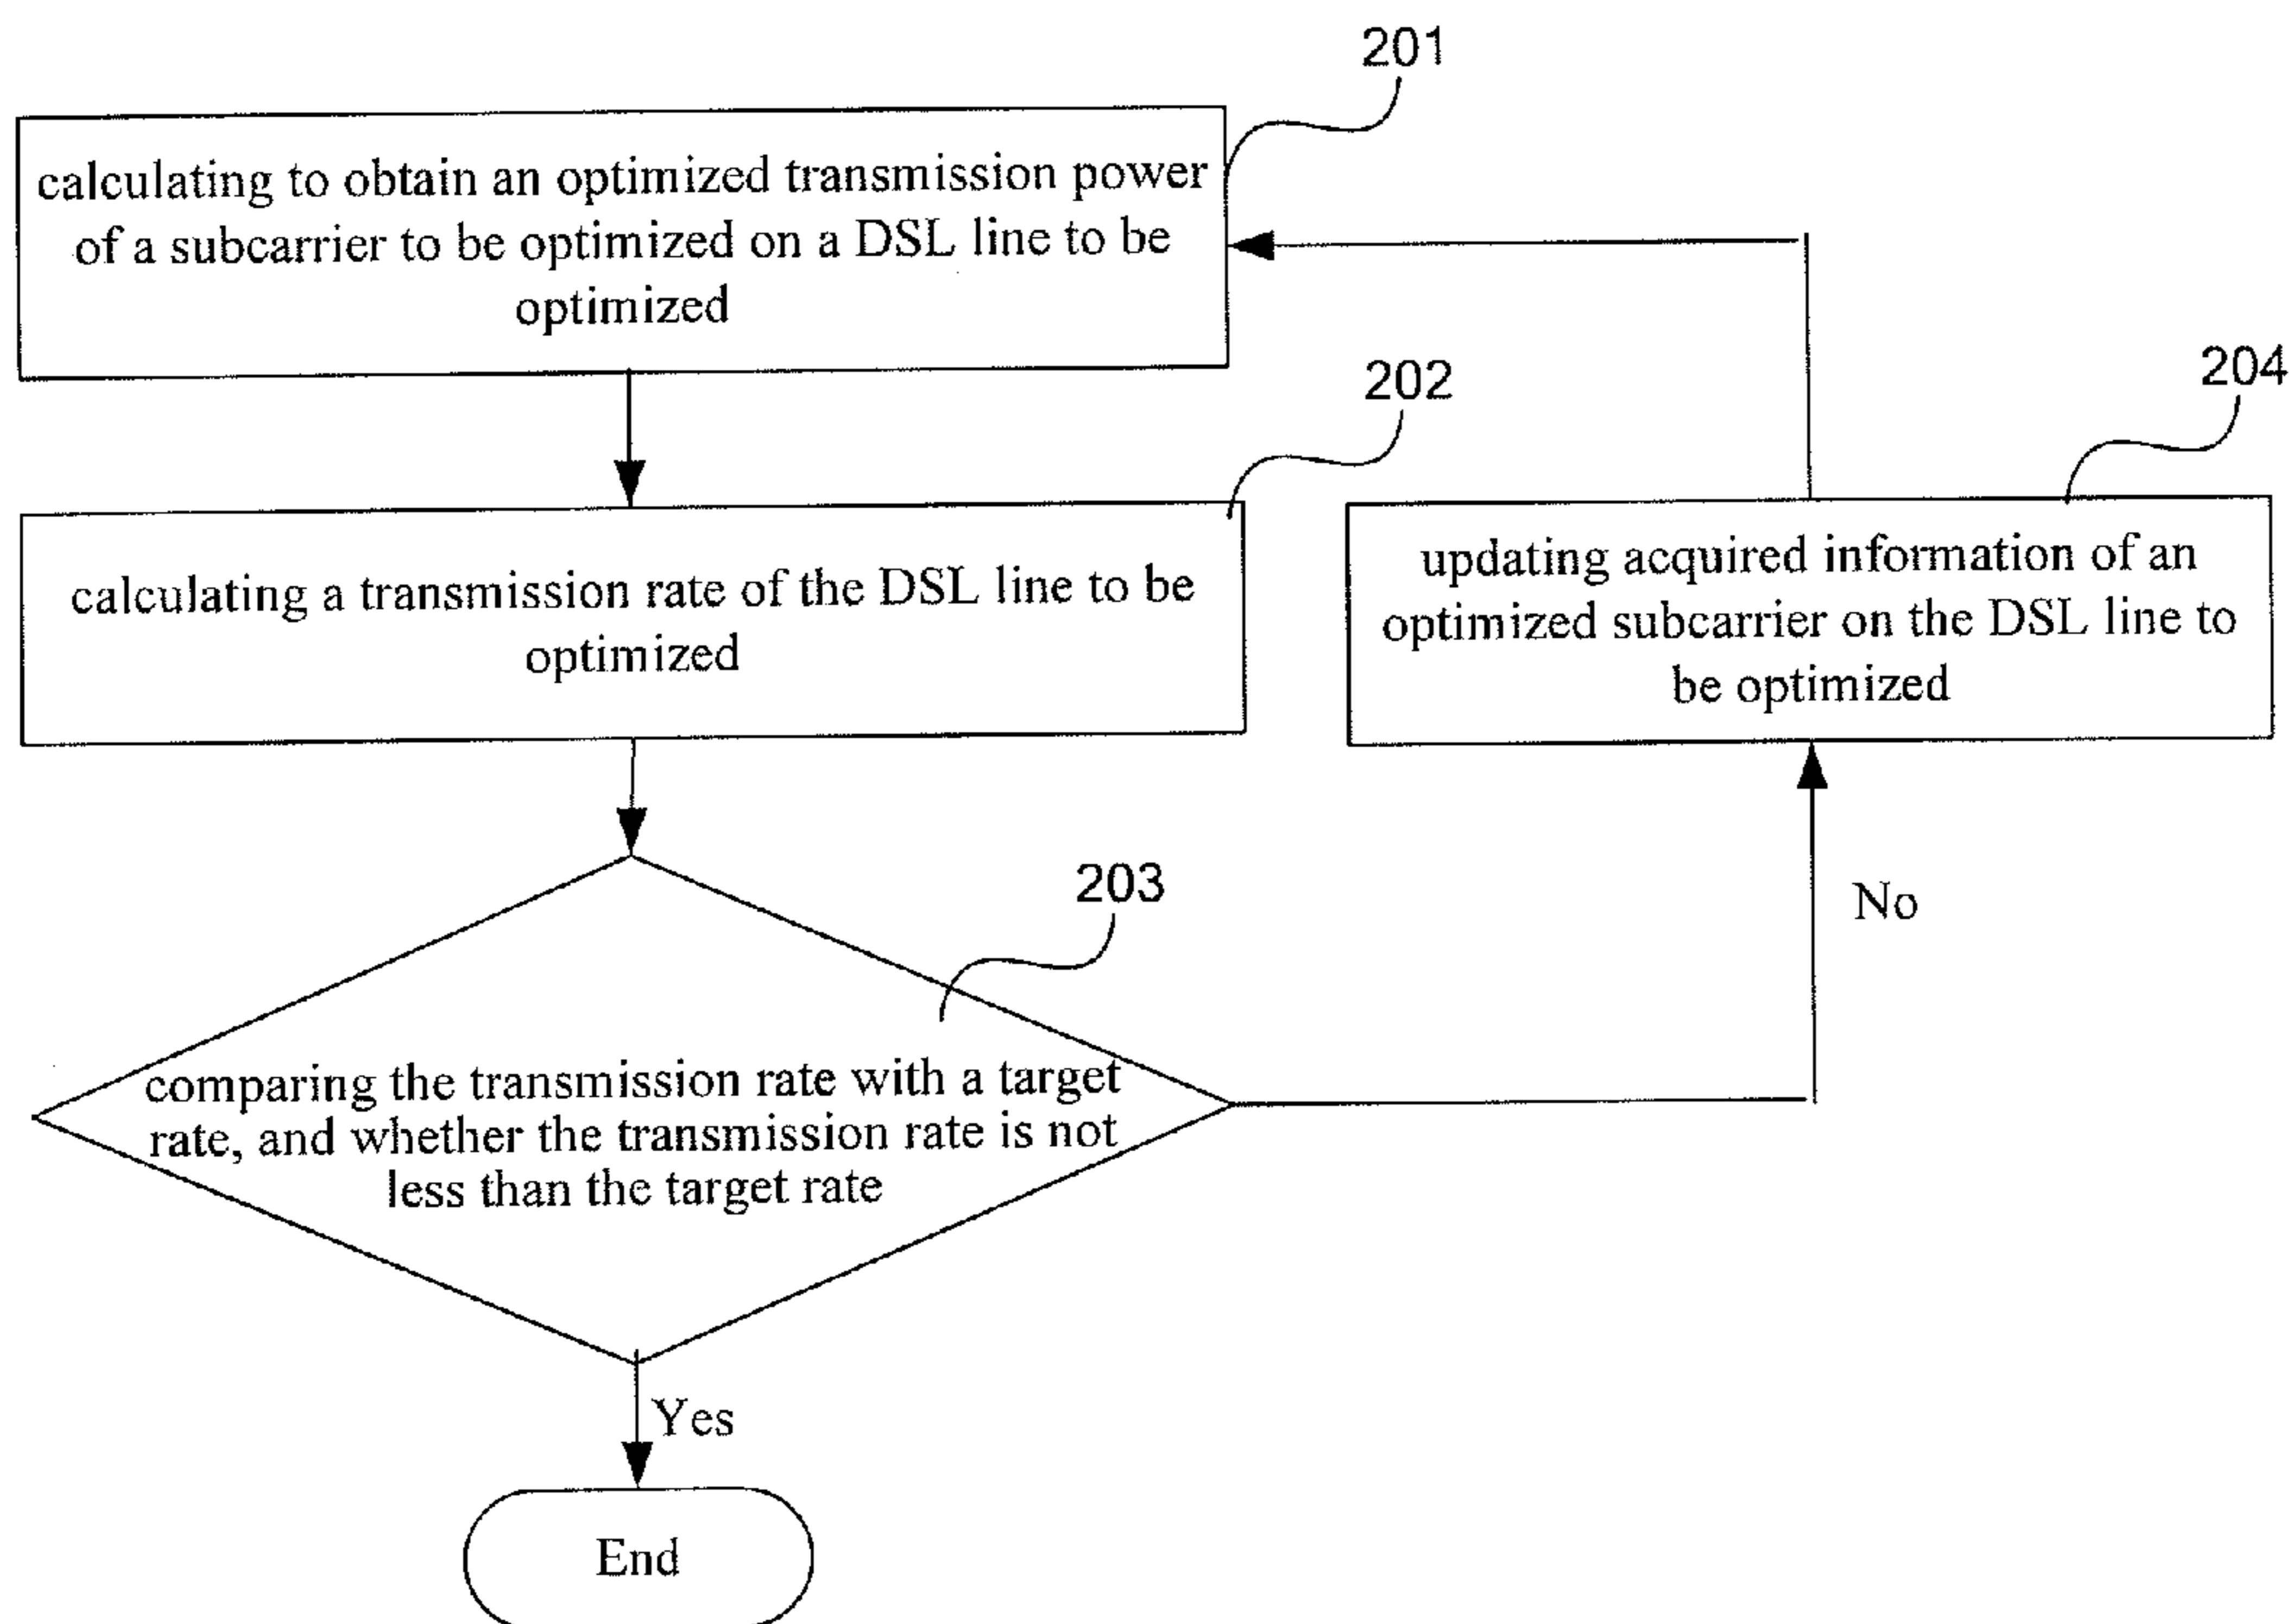 201
calculating to obtain an optimized transmission power
of a subcarrier to be optimized on a DSL line to be
optimized
202
calculating a transmission rate of the DSL line to be
optimized
204
updating acquired information of an
optimized subcarrier on the DSL line to
be optimized
203
comparing the transmission rate with a target
rate, and whether the transmission rate is not
less than the target rate
No
Yes
End